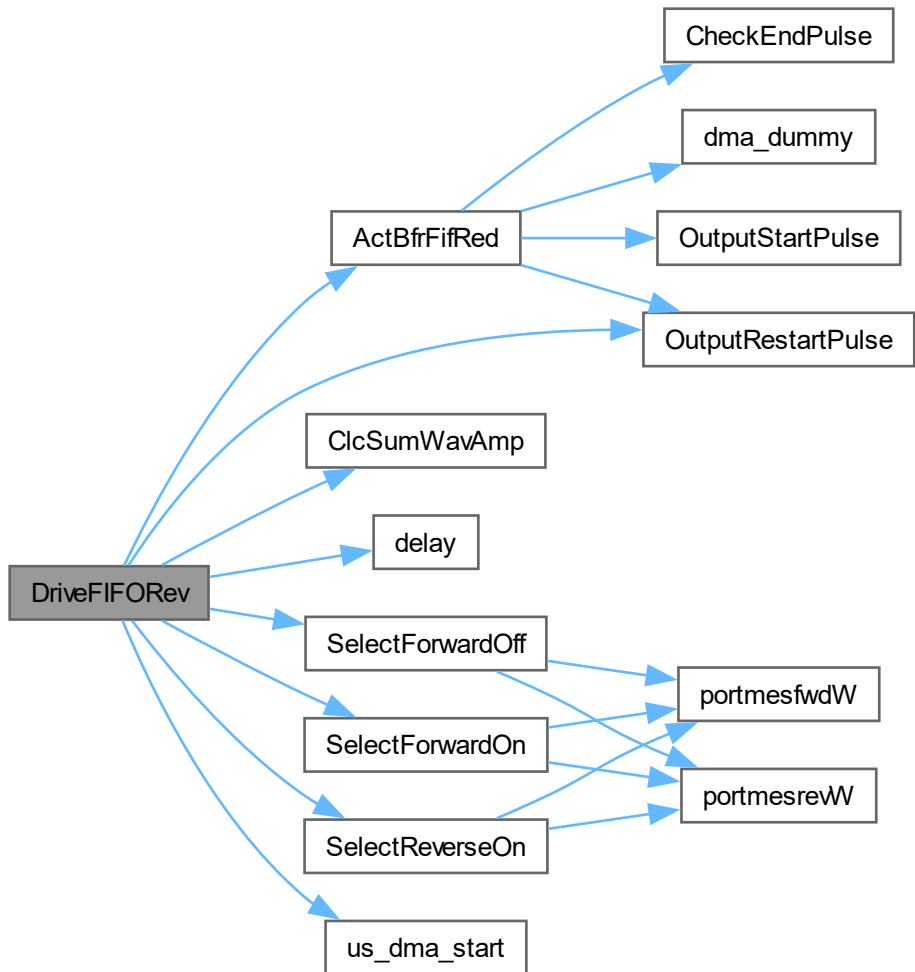 CheckEndPulse
dma_dummy
ActBfrFifRed
OutputStartPulse
OutputRestartPulse
ClcSumWavAmp
delay
DriveFIFORev
SelectForwardOff
portmesfwdW
SelectForwardOn
portmesrevW
SelectReverseOn
us_dma_start